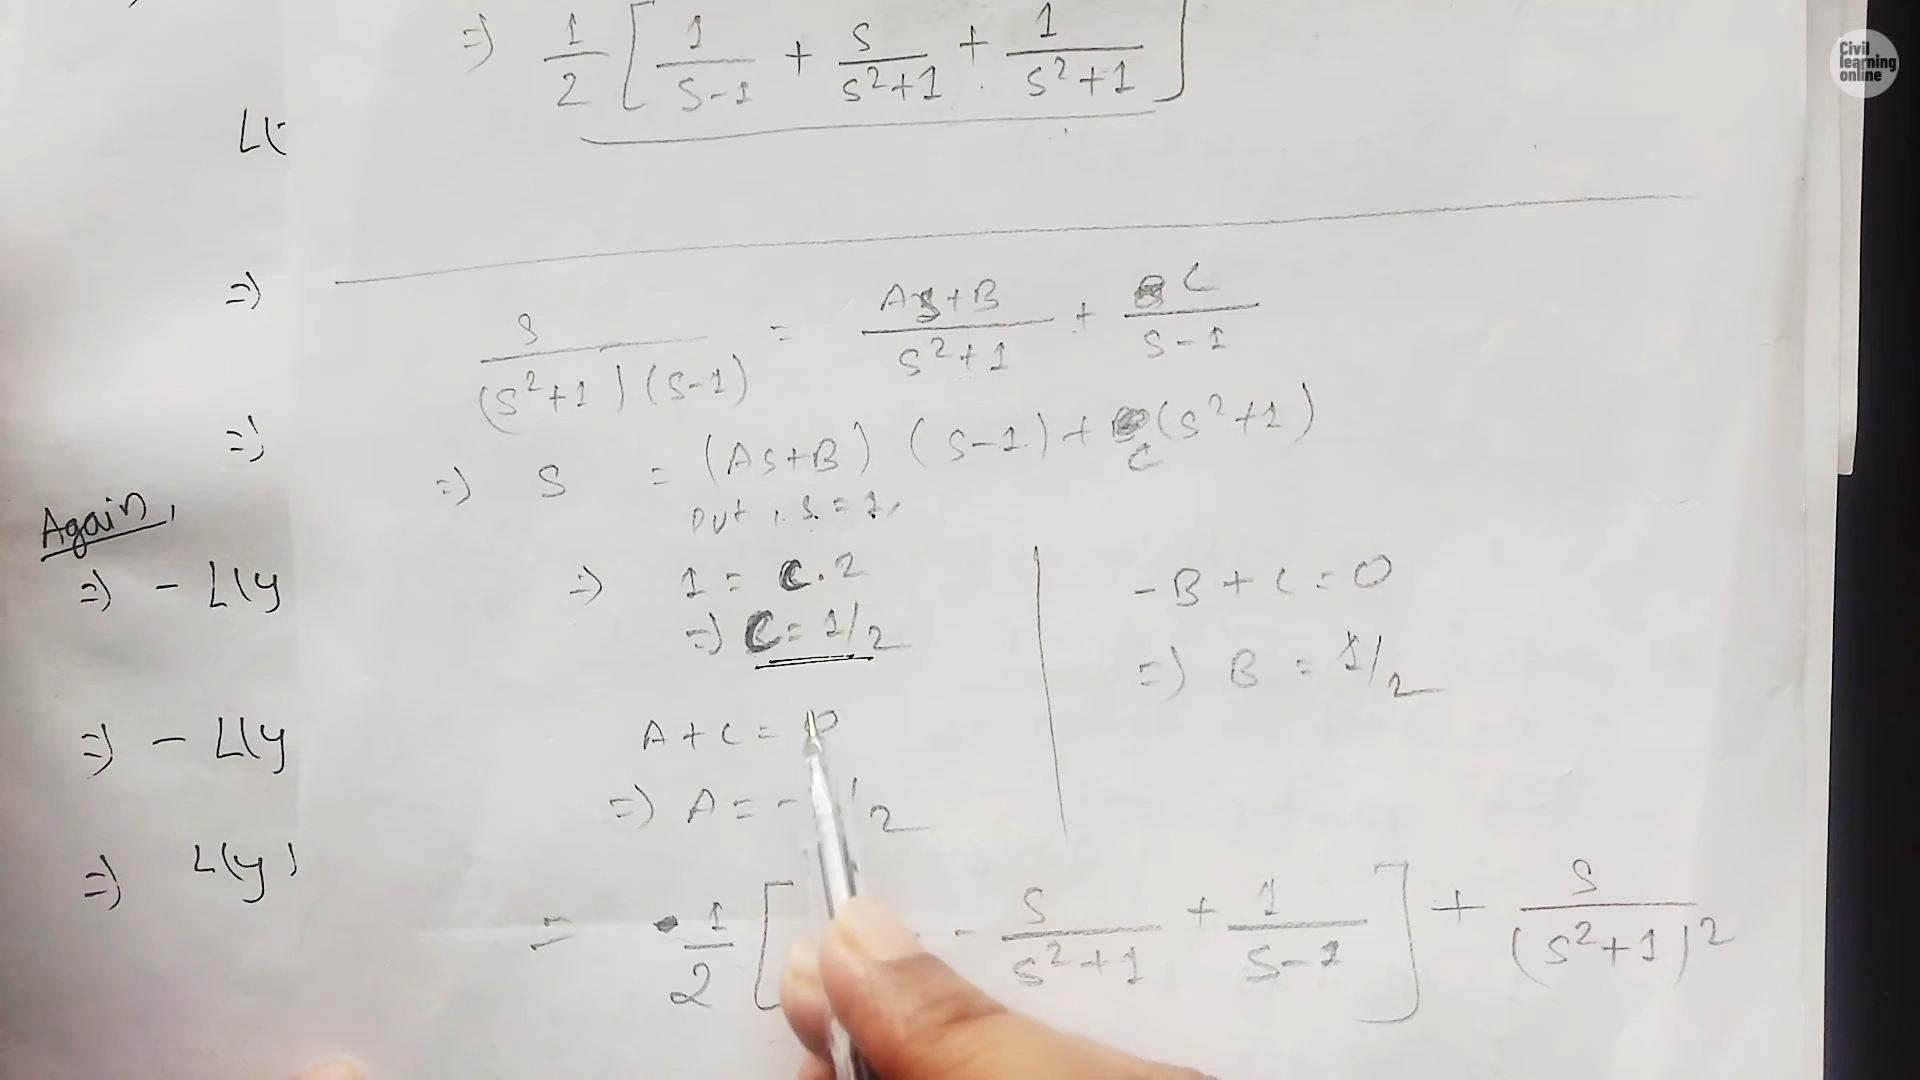 =) 1/2 [ 1/(s-1) + s/(s²+1) + 1/(s²+1) ]
L(
=)
s/((s²+1)(s-1)) = (As+B)/(s²+1) + C/(s-1)
=)
=) s = (As+B) (s-1) + C (s²+1)
put, s=1,
Again,
=) - L(y
=) 1 = C.2
=) C = 1/2
-B + C = 0
=) B = 1/2
=) - L(y
A + C = 0
=) A = -1/2
=) L(y)
= 1/2 [ - s/(s²+1) + 1/(s-1) ] + s/(s²+1)²
Civil
learning
online